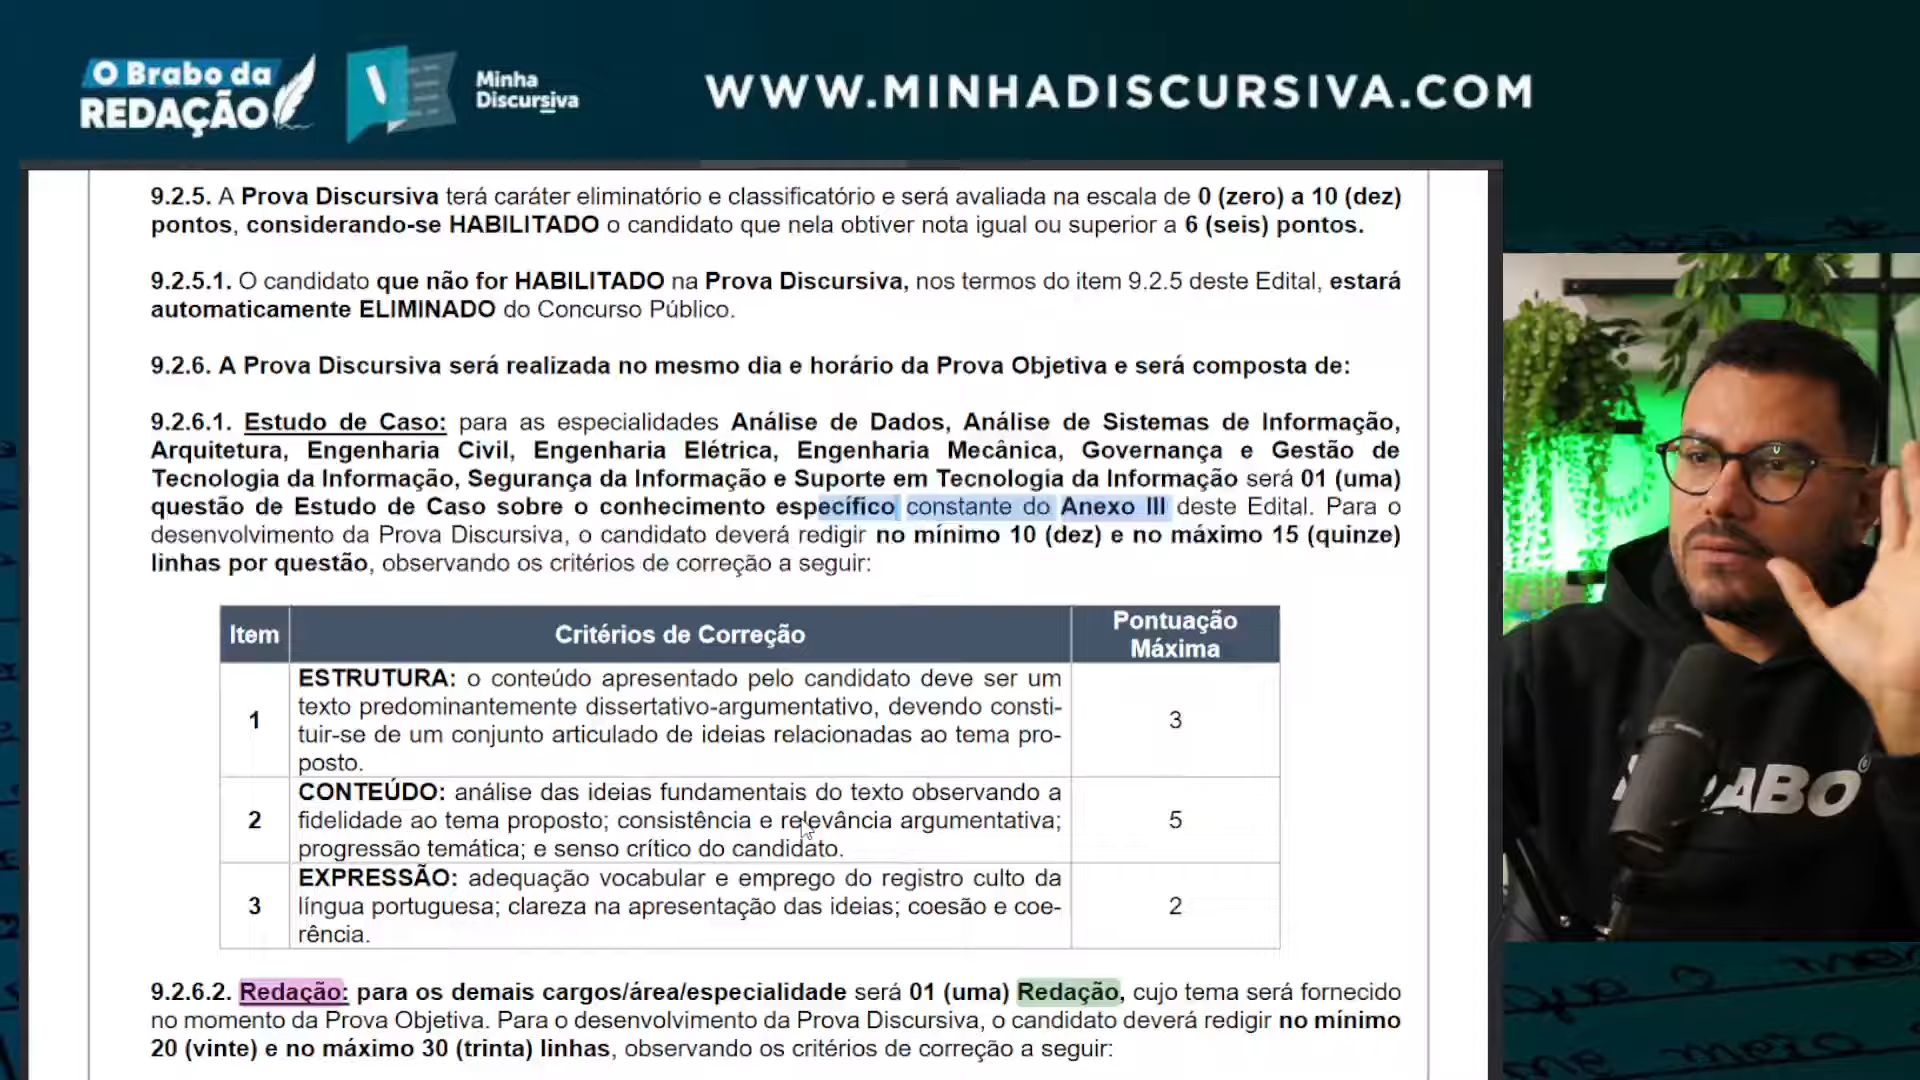 O Brabo da
REDAÇÃO
Minha
Discursiva
WWW.MINHADISCURSIVA.COM
9.2.5. A Prova Discursiva terá caráter eliminatório e classificatório e será avaliada na escala de 0 (zero) a 10 (dez)
pontos, considerando-se HABILITADO o candidato que nela obtiver nota igual ou superior a 6 (seis) pontos.
9.2.5.1. O candidato que não for HABILITADO na Prova Discursiva, nos termos do item 9.2.5 deste Edital, estará
automaticamente ELIMINADO do Concurso Público.
9.2.6. A Prova Discursiva será realizada no mesmo dia e horário da Prova Objetiva e será composta de:
9.2.6.1. Estudo de Caso: para as especialidades Análise de Dados, Análise de Sistemas de Informação,
Arquitetura, Engenharia Civil, Engenharia Elétrica, Engenharia Mecânica, Governança e Gestão de
Tecnologia da Informação, Segurança da Informação e Suporte em Tecnologia da Informação será 01 (uma)
questão de Estudo de Caso sobre o conhecimento específico constante do Anexo III deste Edital. Para o
desenvolvimento da Prova Discursiva, o candidato deverá redigir no mínimo 10 (dez) e no máximo 15 (quinze)
linhas por questão, observando os critérios de correção a seguir:
Item Critérios de Correção Pontuação
Máxima
1 ESTRUTURA: o conteúdo apresentado pelo candidato deve ser um
texto predominantemente dissertativo-argumentativo, devendo consti-
tuir-se de um conjunto articulado de ideias relacionadas ao tema pro-
posto.
3
2 CONTEÚDO: análise das ideias fundamentais do texto observando a
fidelidade ao tema proposto; consistência e relevância argumentativa;
progressão temática; e senso crítico do candidato.
5
3 EXPRESSÃO: adequação vocabular e emprego do registro culto da
língua portuguesa; clareza na apresentação das ideias; coesão e coe-
rência.
2
9.2.6.2. Redação: para os demais cargos/área/especialidade será 01 (uma) Redação, cujo tema será fornecido
no momento da Prova Objetiva. Para o desenvolvimento da Prova Discursiva, o candidato deverá redigir no mínimo
20 (vinte) e no máximo 30 (trinta) linhas, observando os critérios de correção a seguir: